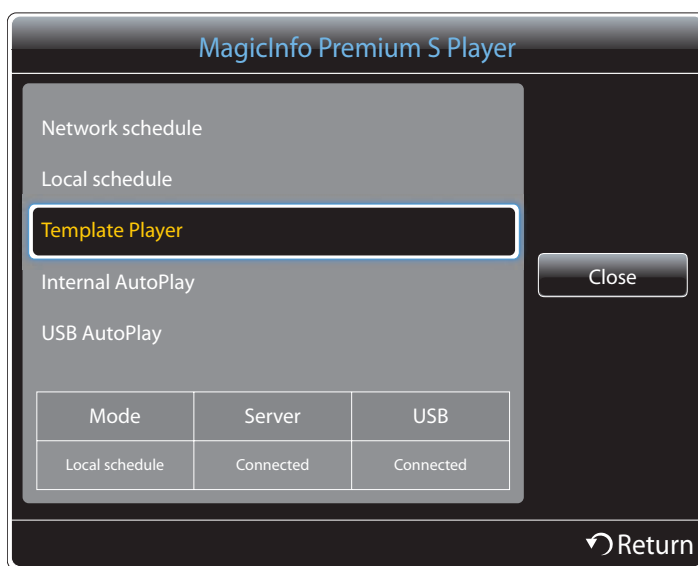 MagicInfo Premium S Player
Network schedule
Local schedule
Template Player
Internal AutoPlay
USB AutoPlay
Close
Mode Server USB
Local schedule Connected Connected
Return